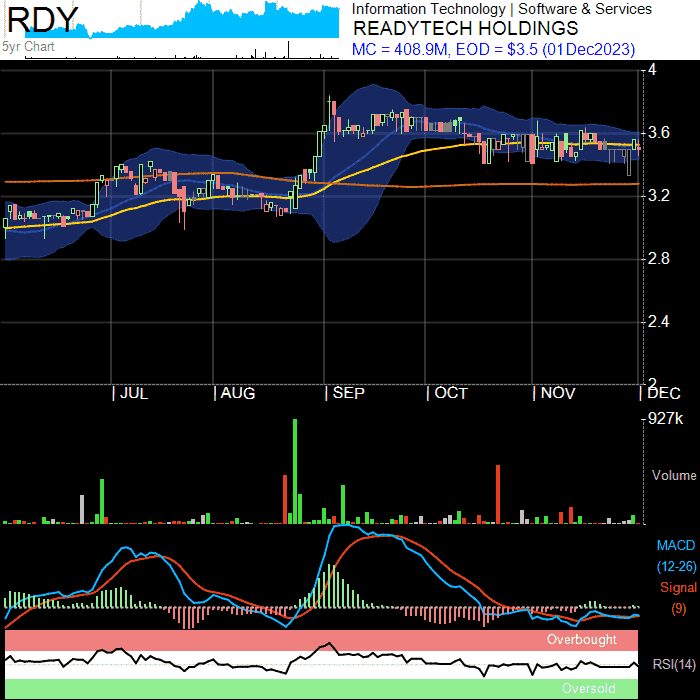 RDY
Information Technology | Software & Services
READYTECH HOLDINGS
5yr Chart
MC = 408.9M, EOD = $3.5 (01Dec2023)
4
3.6
3.2
2.8
2.4
2
| JUL | AUG | SEP | OCT | NOV | DEC
927k
Volume
MACD
(12-26)
Signal
(9)
Overbought
RSI(14)
Oversold